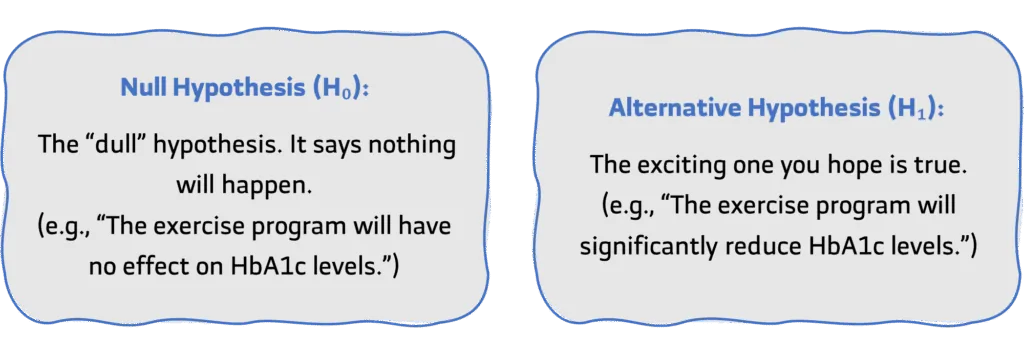 Null Hypothesis (H₀):
The “dull” hypothesis. It says nothing
will happen.
(e.g., “The exercise program will have
no effect on HbA1c levels.”)
Alternative Hypothesis (H₁):
The exciting one you hope is true.
(e.g., “The exercise program will
significantly reduce HbA1c levels.”)